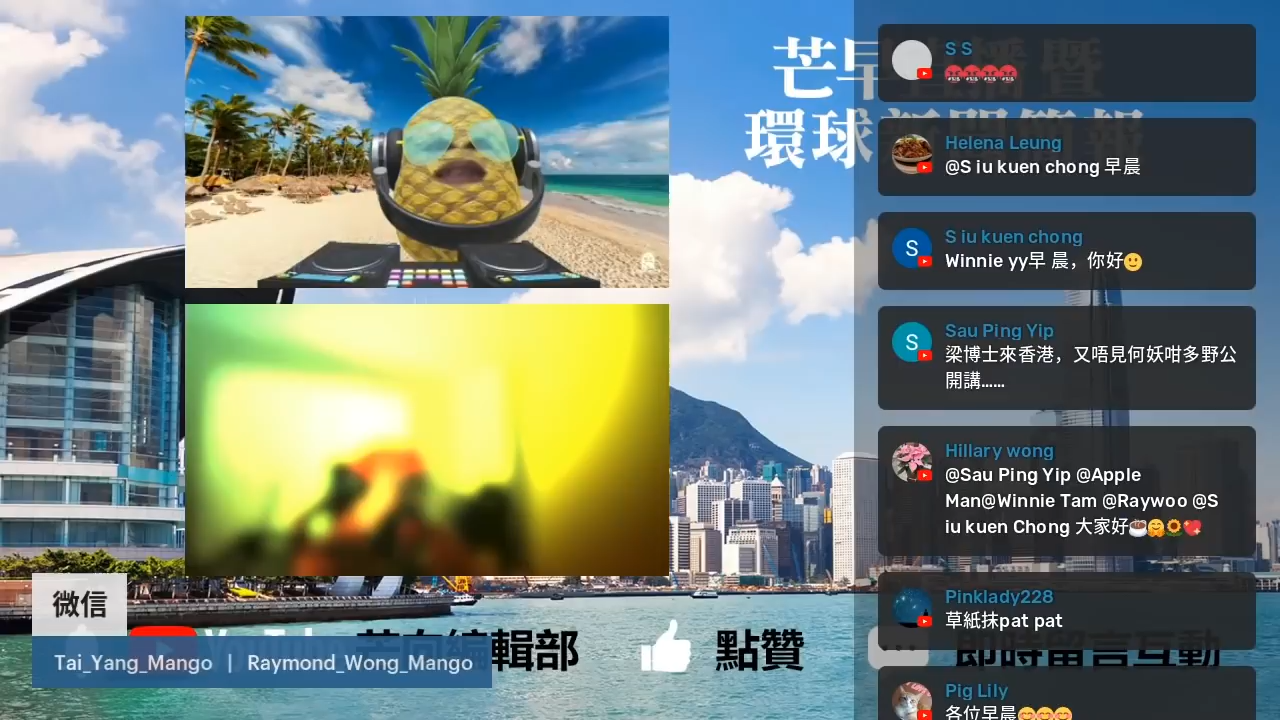 芒早
環球
S S
Helena Leung
@S iu kuen chong 早晨
S iu kuen chong
Winnie yy早 晨，你好🙂
Sau Ping Yip
梁博士來香港，又唔見何妖咁多野公
開講......
Hillary wong
@Sau Ping Yip @Apple
Man@Winnie Tam @Raywoo @S
iu kuen Chong 大家好☕🤗🌻💖
Pinklady228
草紙抹pat pat
Pig Lily
各位早晨😊😊😊
微信
Tai_Yang_Mango | Raymond_Wong_Mango
輯部
點贊
即時留言互動